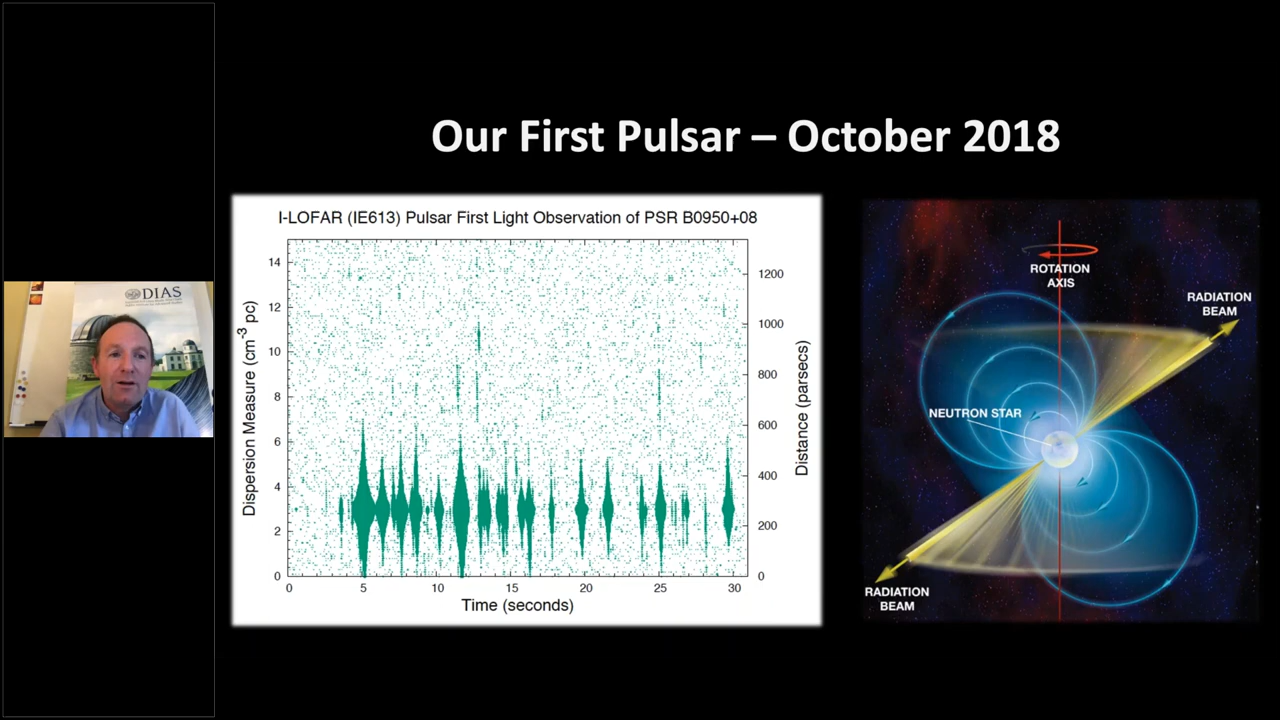 Our First Pulsar – October 2018
DIAS
I-LOFAR (IE613) Pulsar First Light Observation of PSR B0950+08
Dispersion Measure (cm-3 pc)
14
12
10
8
6
4
2
0
0
5
10
15
20
25
30
Time (seconds)
1200
1000
800
600
400
200
0
Distance (parsecs)
ROTATION
AXIS
RADIATION
BEAM
NEUTRON STAR
RADIATION
BEAM